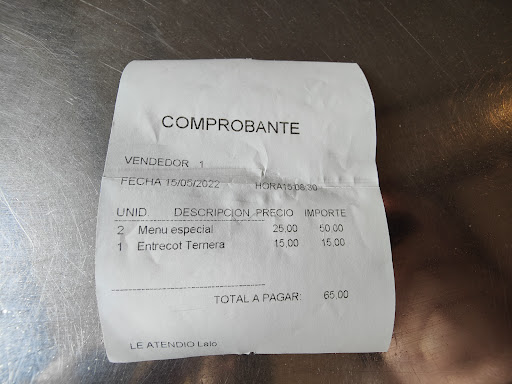 COMPROBANTE
VENDEDOR 1
FECHA 15/05/2022 HORA15:08:30
UNID. DESCRIPCION PRECIO IMPORTE
2 Menu especial 25,00 50,00
1 Entrecot Ternera 15,00 15,00
TOTAL A PAGAR: 65,00
LE ATENDIO Lalo